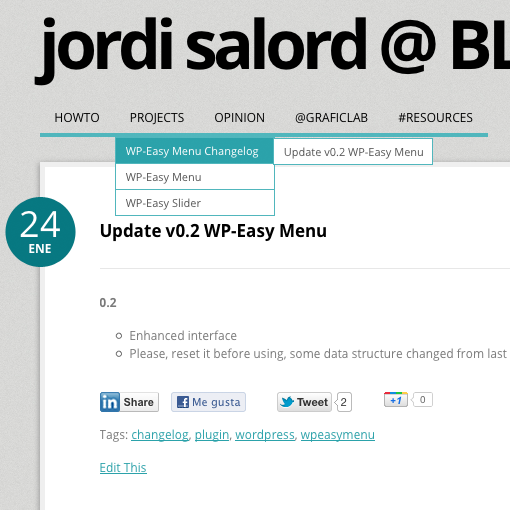 jordi salord @ BL
HOWTO PROJECTS OPINION @GRAFICLAB #RESOURCES
WP-Easy Menu Changelog Update v0.2 WP-Easy Menu
WP-Easy Menu
WP-Easy Slider
24
ENE
Update v0.2 WP-Easy Menu
0.2
Enhanced interface
Please, reset it before using, some data structure changed from last
in Share f Me gusta Tweet 2 +1 0
Tags: changelog, plugin, wordpress, wpeasymenu
Edit This